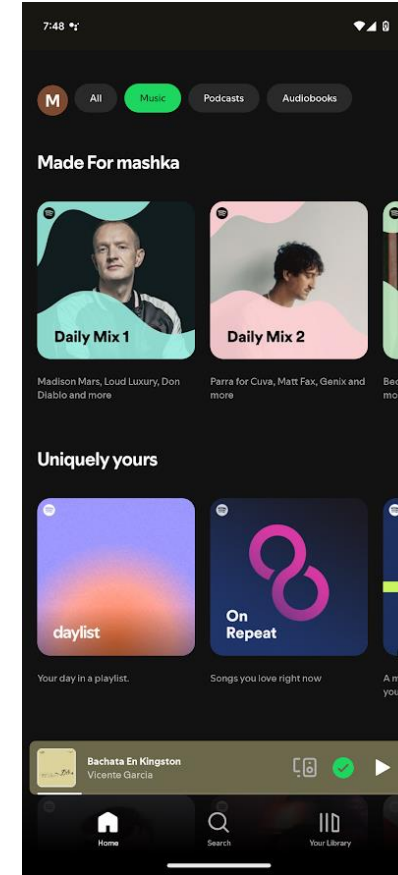 7:48
M
All
Music
Podcasts
Audiobooks
Made For mashka
Daily Mix 1
Daily Mix 2
Madison Mars, Loud Luxury, Don
Diablo and more
Parra for Cuva, Matt Fax, Genix and
more
Uniquely yours
daylist
On
Repeat
Your day in a playlist.
Songs you love right now
Bachata En Kingston
Vicente Garcia
Home
Search
Your Library